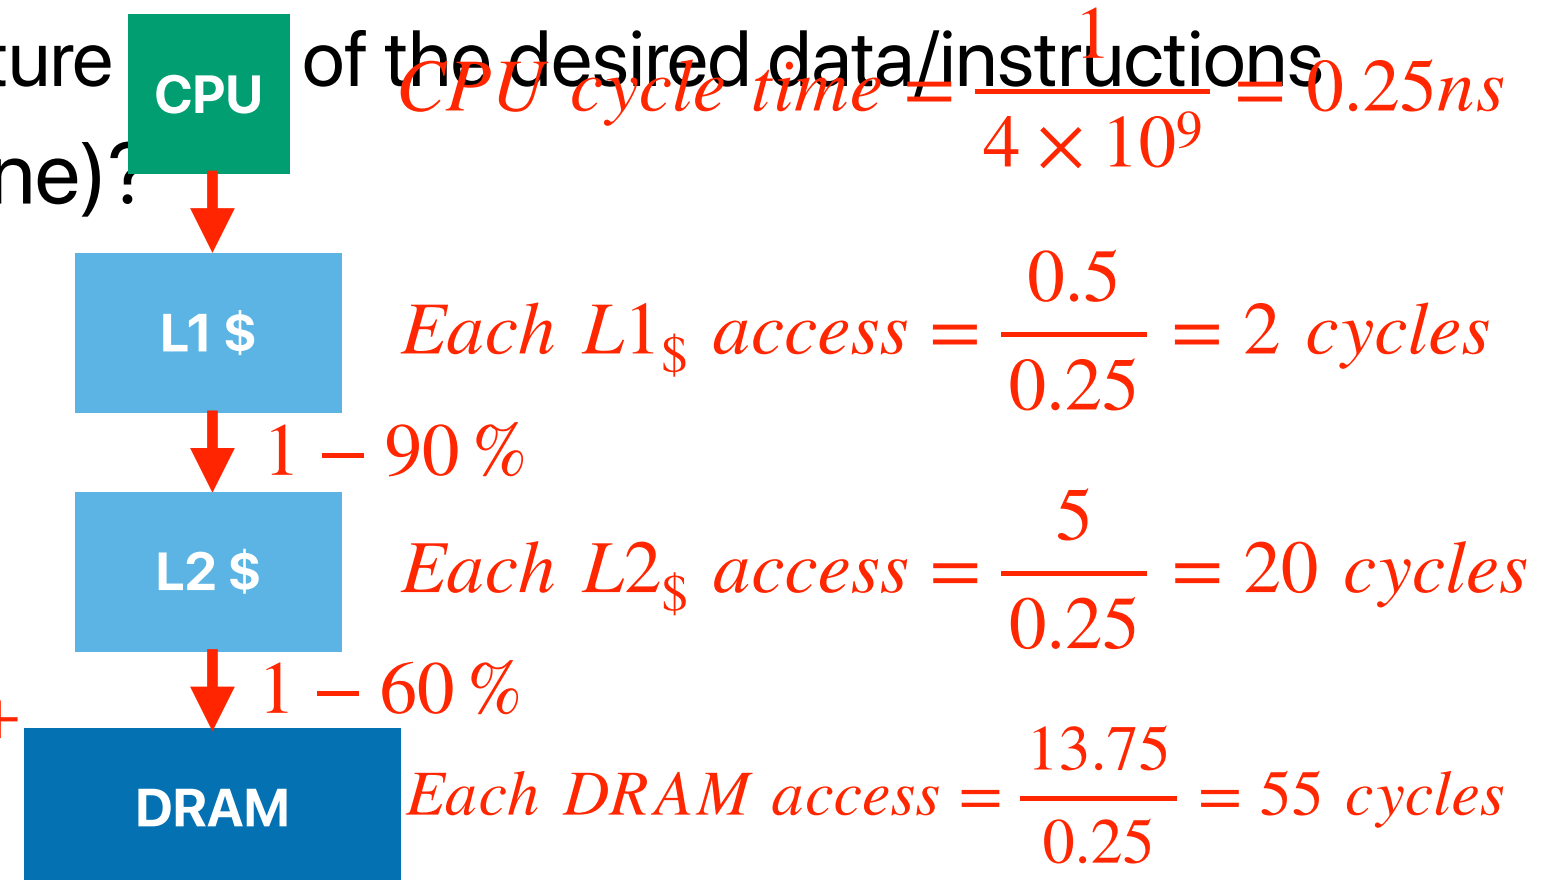 ture of the desired data/instructions
CPU
CPU cycle time = 1 / 4 × 10⁹ = 0.25ns
ne)?
L1 $
Each L1$ access = 0.5 / 0.25 = 2 cycles
1 − 90 %
L2 $
Each L2$ access = 5 / 0.25 = 20 cycles
1 − 60 %
+
DRAM
Each DRAM access = 13.75 / 0.25 = 55 cycles